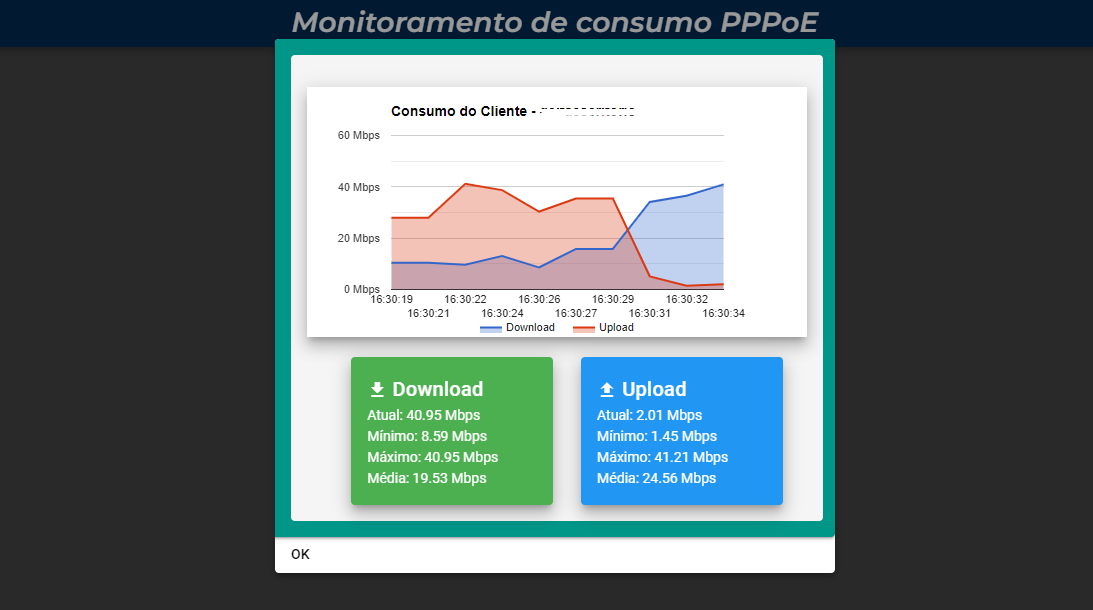 Monitoramento de consumo PPPoE
Consumo do Cliente -
60 Mbps
40 Mbps
20 Mbps
0 Mbps
16:30:19 16:30:22 16:30:26 16:30:29 16:30:32
16:30:21 16:30:24 16:30:27 16:30:31 16:30:34
Download Upload
Download
Atual: 40.95 Mbps
Mínimo: 8.59 Mbps
Máximo: 40.95 Mbps
Média: 19.53 Mbps
Upload
Atual: 2.01 Mbps
Mínimo: 1.45 Mbps
Máximo: 41.21 Mbps
Média: 24.56 Mbps
OK